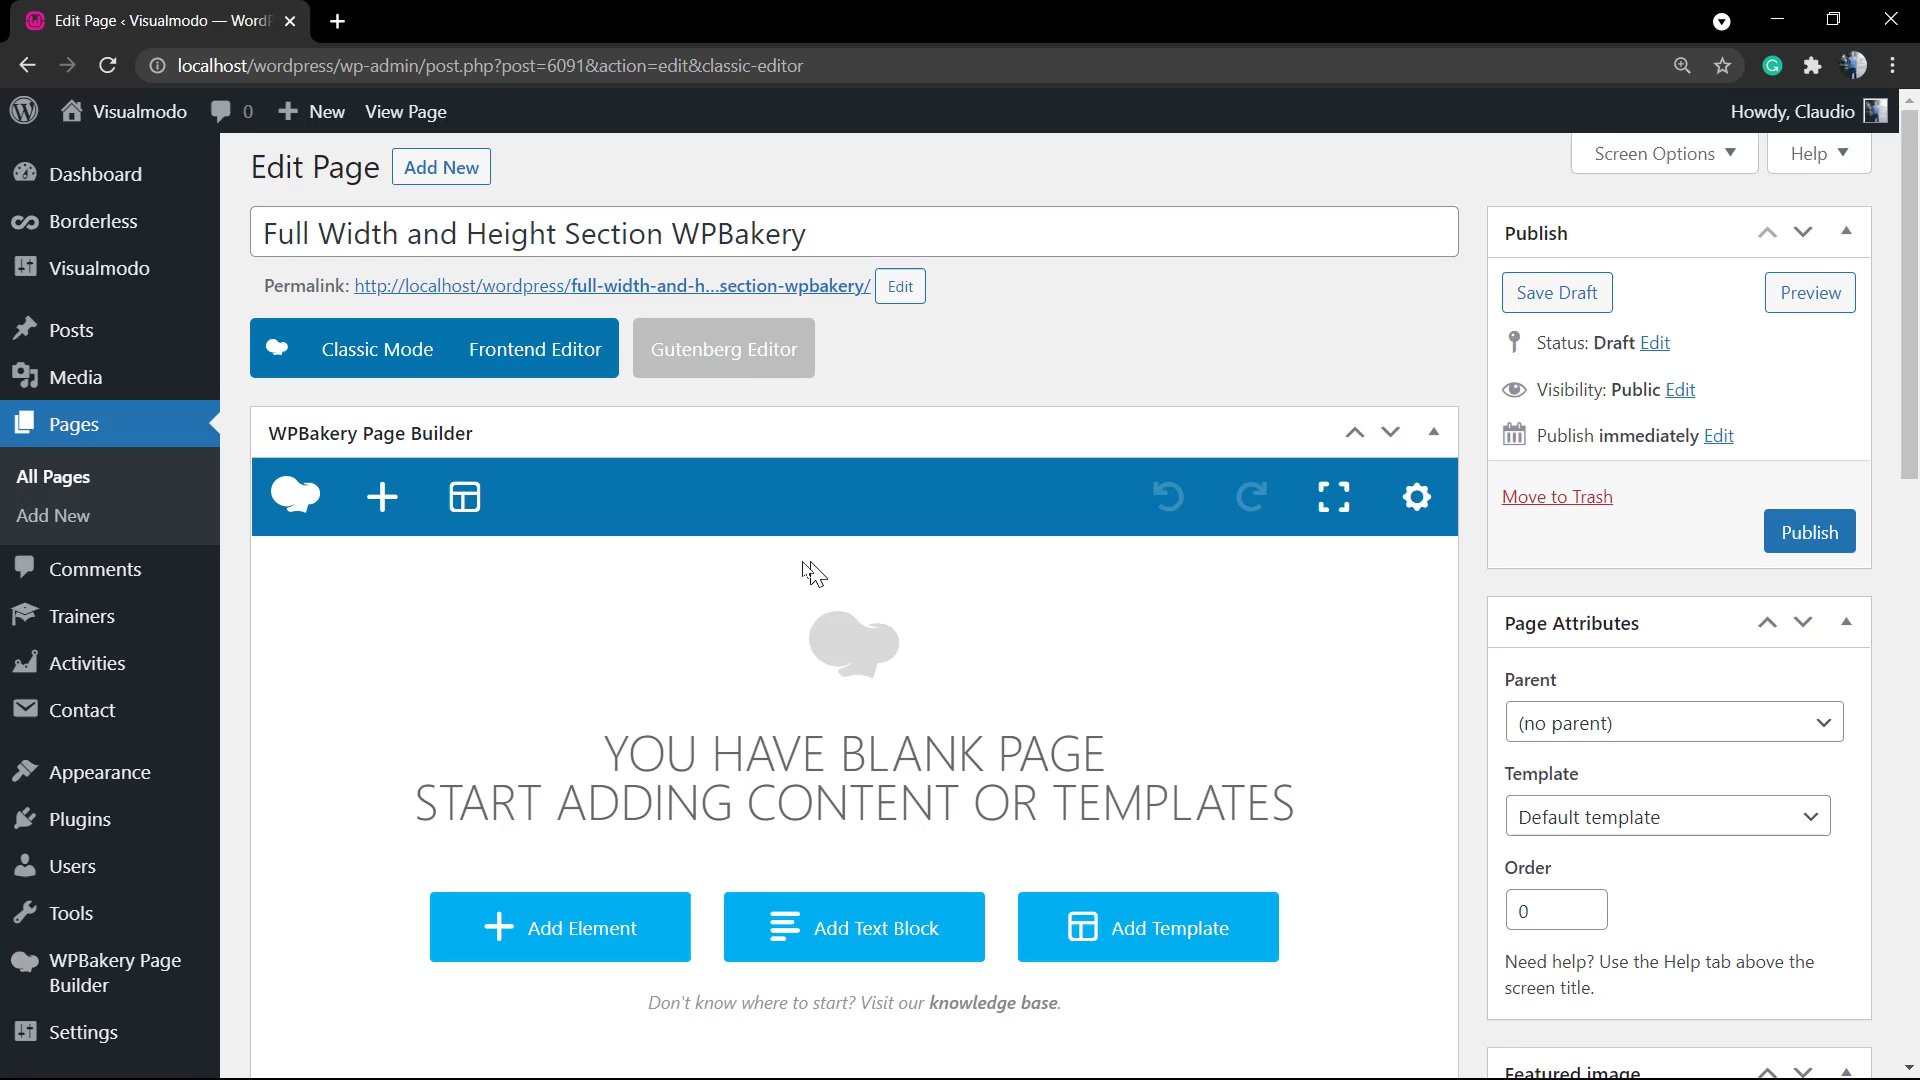 Edit Page ‹ Visualmodo — WordP
localhost/wordpress/wp-admin/post.php?post=6091&action=edit&classic-editor
Visualmodo
0
New
View Page
Howdy, Claudio
Dashboard
Borderless
Visualmodo
Posts
Media
Pages
All Pages
Add New
Comments
Trainers
Activities
Contact
Appearance
Plugins
Users
Tools
WPBakery Page
Builder
Settings
Edit Page
Add New
Screen Options
Help
Full Width and Height Section WPBakery
Permalink: http://localhost/wordpress/full-width-and-h...section-wpbakery/
Edit
Classic Mode
Frontend Editor
Gutenberg Editor
WPBakery Page Builder
YOU HAVE BLANK PAGE
START ADDING CONTENT OR TEMPLATES
Add Element
Add Text Block
Add Template
Don't know where to start? Visit our knowledge base.
Publish
Save Draft
Preview
Status: Draft Edit
Visibility: Public Edit
Publish immediately Edit
Move to Trash
Publish
Page Attributes
Parent
(no parent)
Template
Default template
Order
0
Need help? Use the Help tab above the
screen title.
Featured image